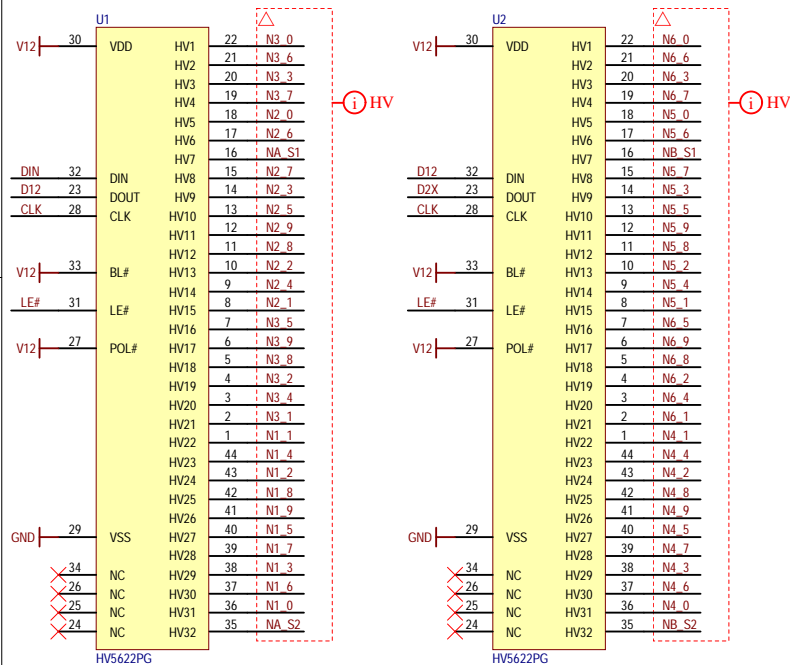 U1
V12 30 VDD HV1 22 N3_0
HV2 21 N3_6
HV3 20 N3_3
HV4 19 N3_7
HV5 18 N2_0
HV6 17 N2_6
HV7 16 NA_S1
DIN 32 DIN HV8 15 N2_7
D12 23 DOUT HV9 14 N2_3
CLK 28 CLK HV10 13 N2_5
HV11 12 N2_9
HV12 11 N2_8
V12 33 BL# HV13 10 N2_2
HV14 9 N2_4
LE# 31 LE# HV15 8 N2_1
HV16 7 N3_5
V12 27 POL# HV17 6 N3_9
HV18 5 N3_8
HV19 4 N3_2
HV20 3 N3_4
HV21 2 N3_1
HV22 1 N1_1
HV23 44 N1_4
HV24 43 N1_2
HV25 42 N1_8
HV26 41 N1_9
GND 29 VSS HV27 40 N1_5
HV28 39 N1_7
34 NC HV29 38 N1_3
26 NC HV30 37 N1_6
25 NC HV31 36 N1_0
24 NC HV32 35 NA_S2
HV5622PG
i HV
U2
V12 30 VDD HV1 22 N6_0
HV2 21 N6_6
HV3 20 N6_3
HV4 19 N6_7
HV5 18 N5_0
HV6 17 N5_6
HV7 16 NB_S1
D12 32 DIN HV8 15 N5_7
D2X 23 DOUT HV9 14 N5_3
CLK 28 CLK HV10 13 N5_5
HV11 12 N5_9
HV12 11 N5_8
V12 33 BL# HV13 10 N5_2
HV14 9 N5_4
LE# 31 LE# HV15 8 N5_1
HV16 7 N6_5
V12 27 POL# HV17 6 N6_9
HV18 5 N6_8
HV19 4 N6_2
HV20 3 N6_4
HV21 2 N6_1
HV22 1 N4_1
HV23 44 N4_4
HV24 43 N4_2
HV25 42 N4_8
HV26 41 N4_9
GND 29 VSS HV27 40 N4_5
HV28 39 N4_7
34 NC HV29 38 N4_3
26 NC HV30 37 N4_6
25 NC HV31 36 N4_0
24 NC HV32 35 NB_S2
HV5622PG
i HV